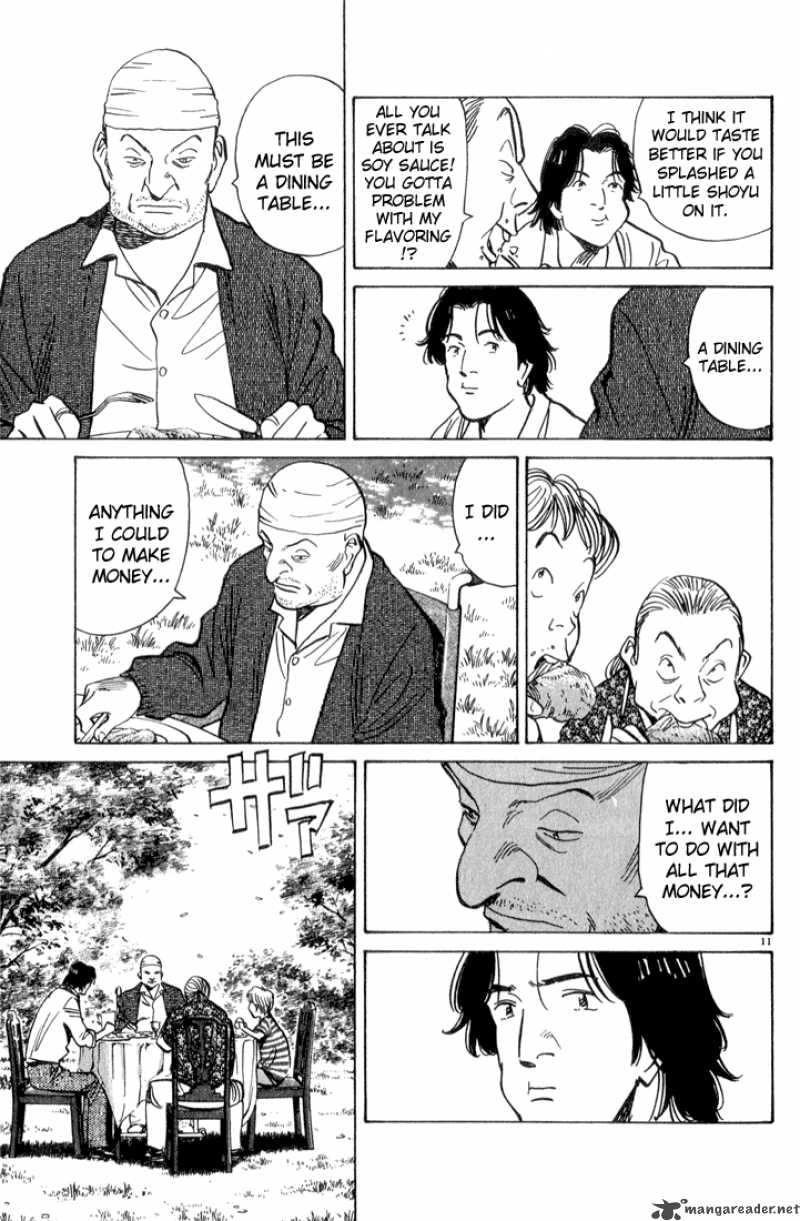 I THINK IT
WOULD TASTE
BETTER IF YOU
SPLASHED A
LITTLE SHOYU
ON IT.
ALL YOU
EVER TALK
ABOUT IS
SOY SAUCE!
YOU GOTTA
PROBLEM
WITH MY
FLAVORING
!?
A DINING
TABLE...
THIS
MUST BE
A DINING
TABLE...
I DID
...
ANYTHING
I COULD
TO MAKE
MONEY...
WHAT DID
I... WANT
TO DO WITH
ALL THAT
MONEY...?
11
ザァ
mangareader.net